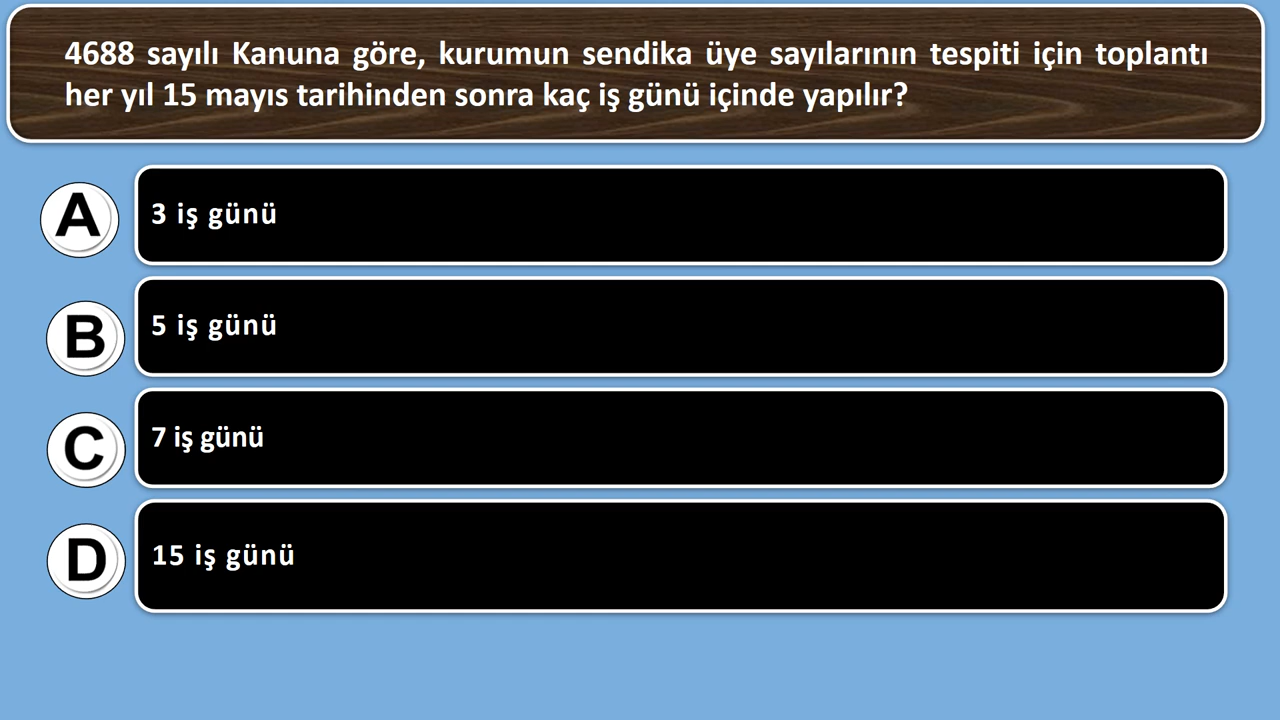 4688 sayılı Kanuna göre, kurumun sendika üye sayılarının tespiti için toplantı
her yıl 15 mayıs tarihinden sonra kaç iş günü içinde yapılır?
A
3 iş günü
B
5 iş günü
C
7 iş günü
D
15 iş günü